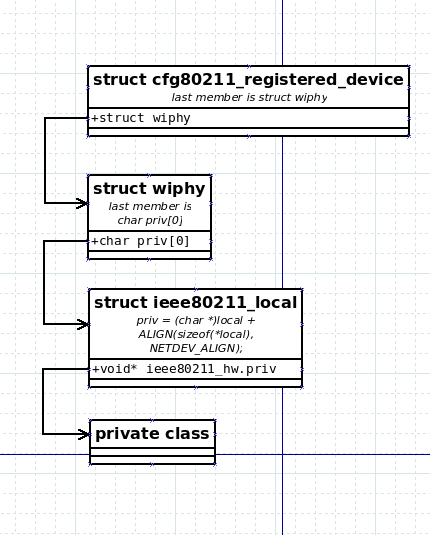 struct cfg80211_registered_device
last member is struct wiphy
+struct wiphy
struct wiphy
last member is
char priv[0]
+char priv[0]
struct ieee80211_local
priv = (char *)local +
ALIGN(sizeof(*local),
NETDEV_ALIGN);
+void* ieee80211_hw.priv
private class